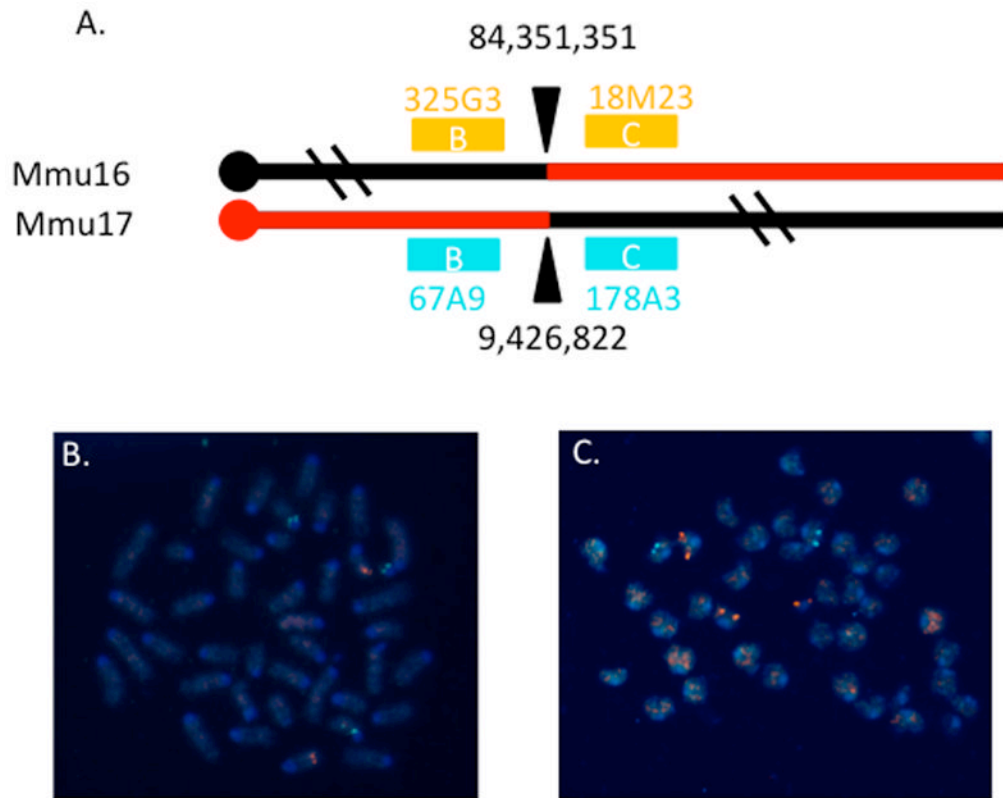 A.
84,351,351
325G3 18M23
B C
Mmu16
Mmu17
B C
67A9 178A3
9,426,822
B. C.